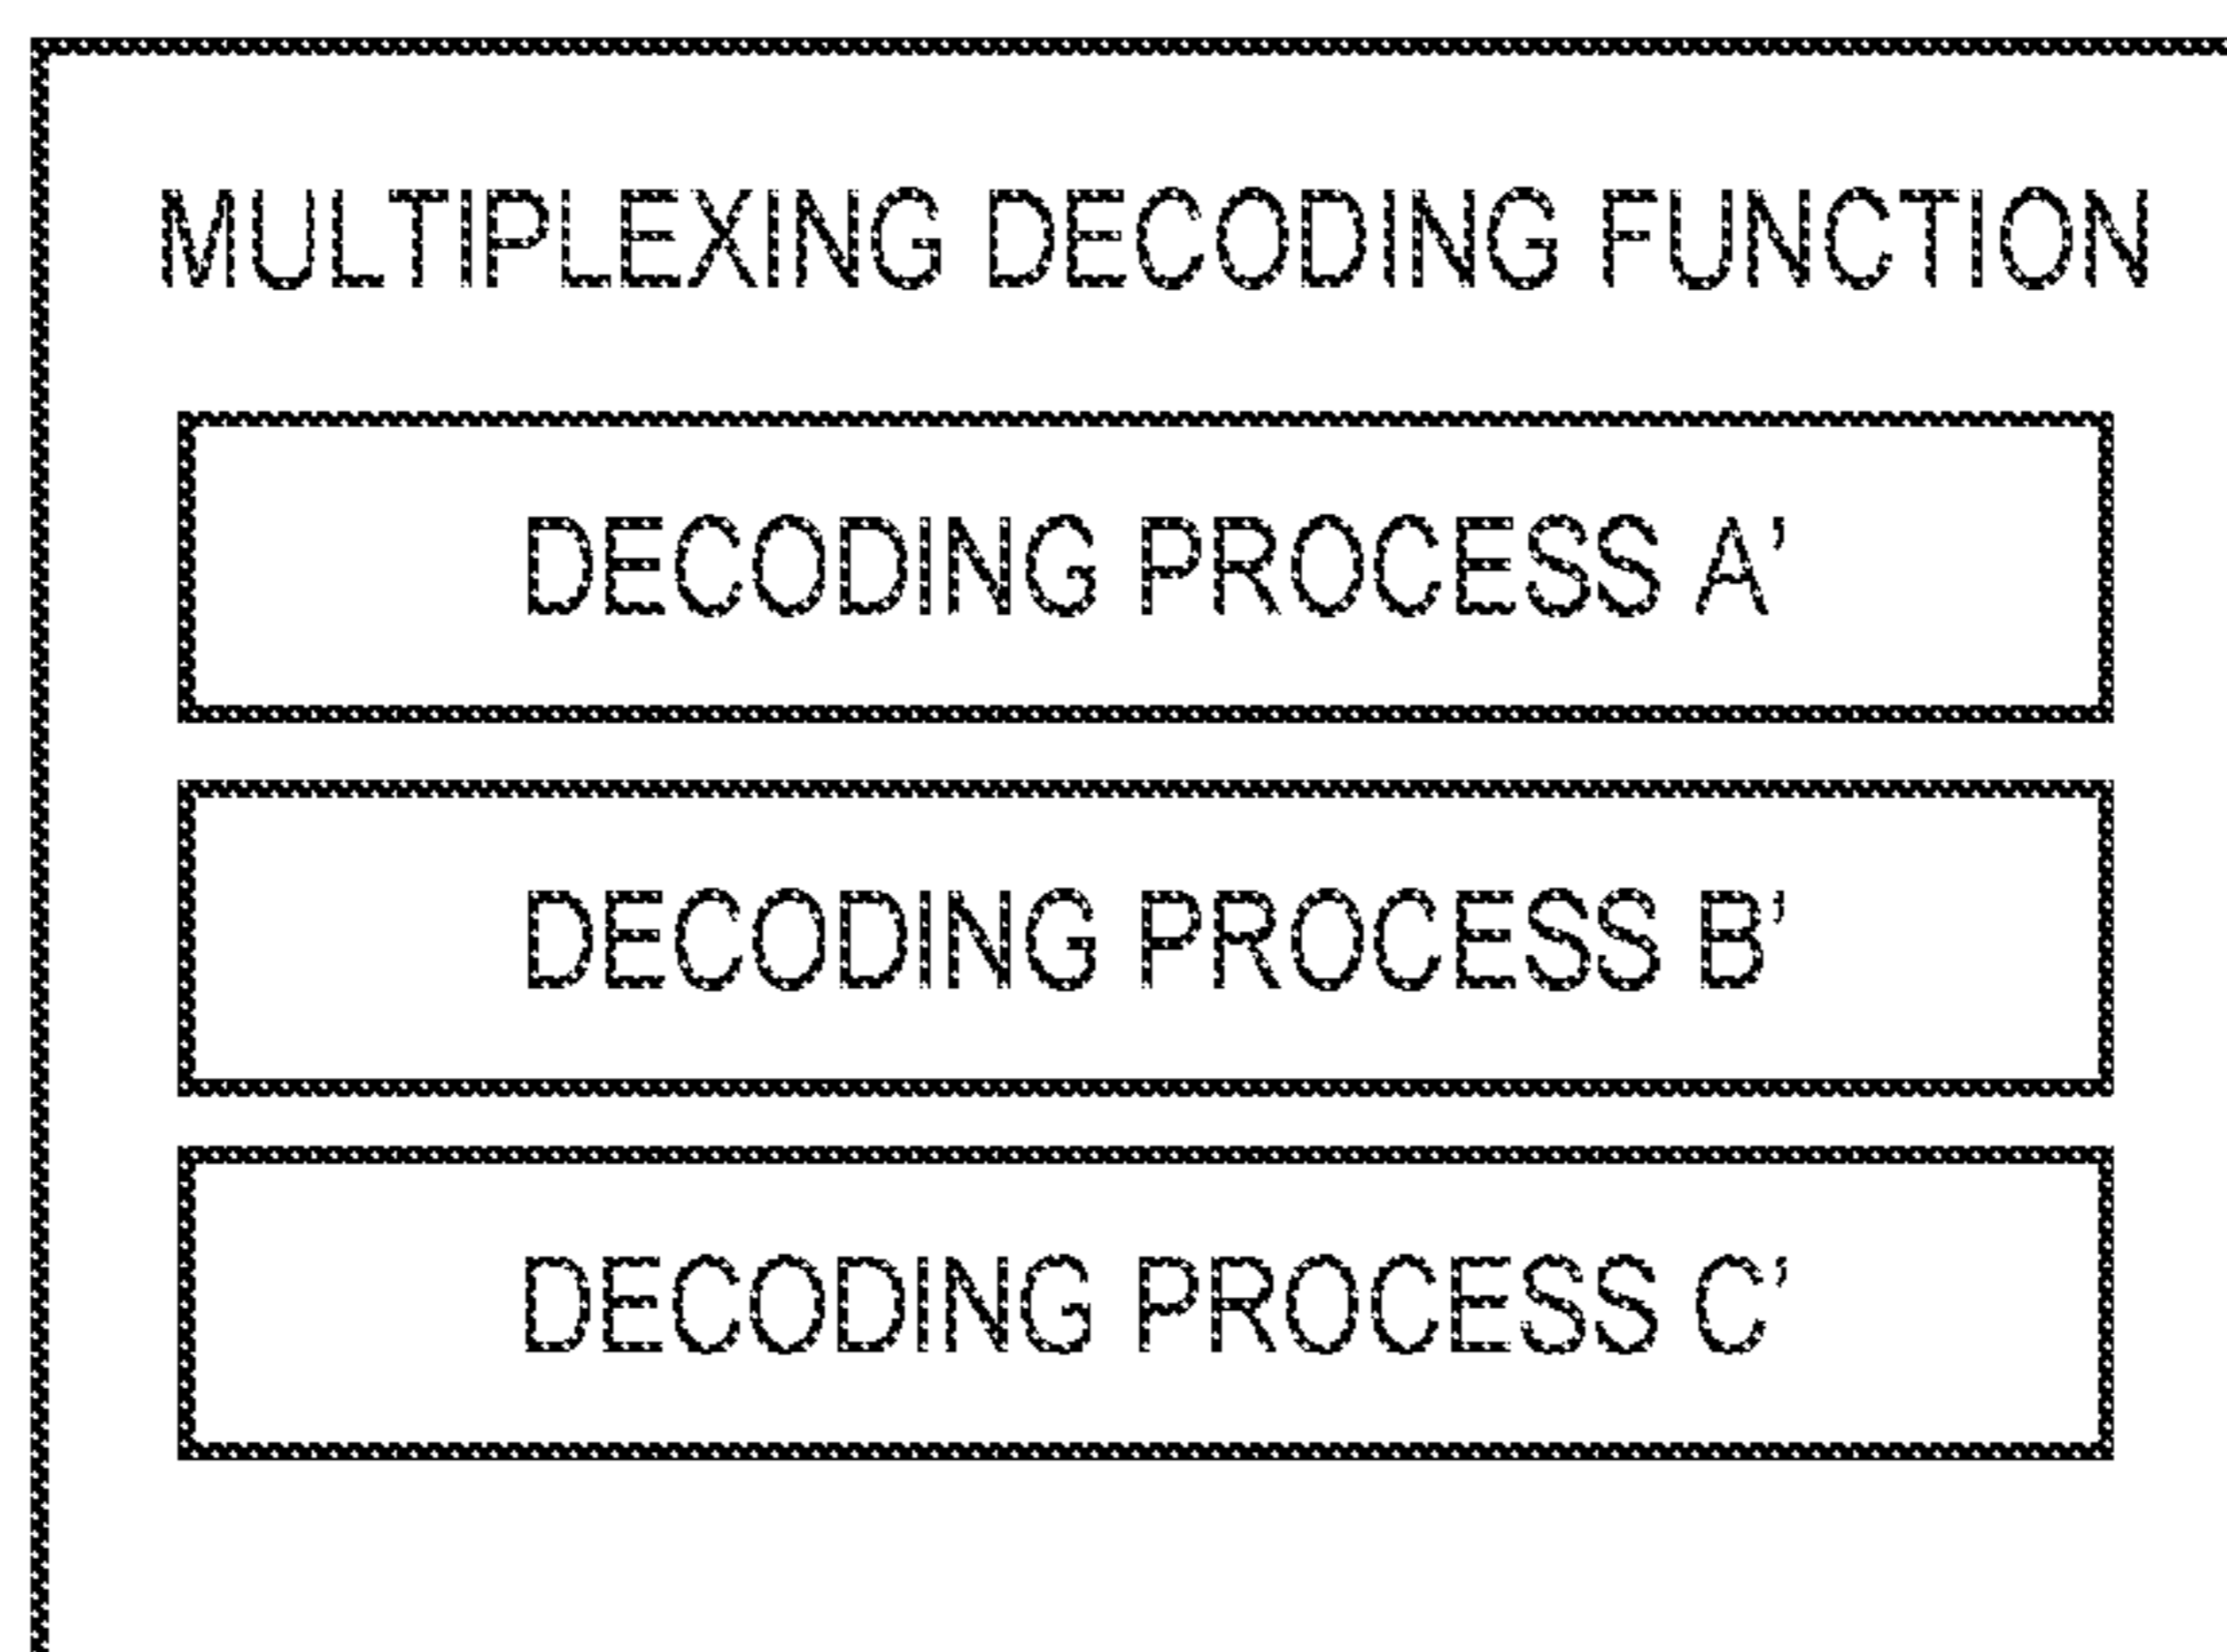 MULTIPLEXING DECODING FUNCTION
DECODING PROCESS A'
DECODING PROCESS B'
DECODING PROCESS C'